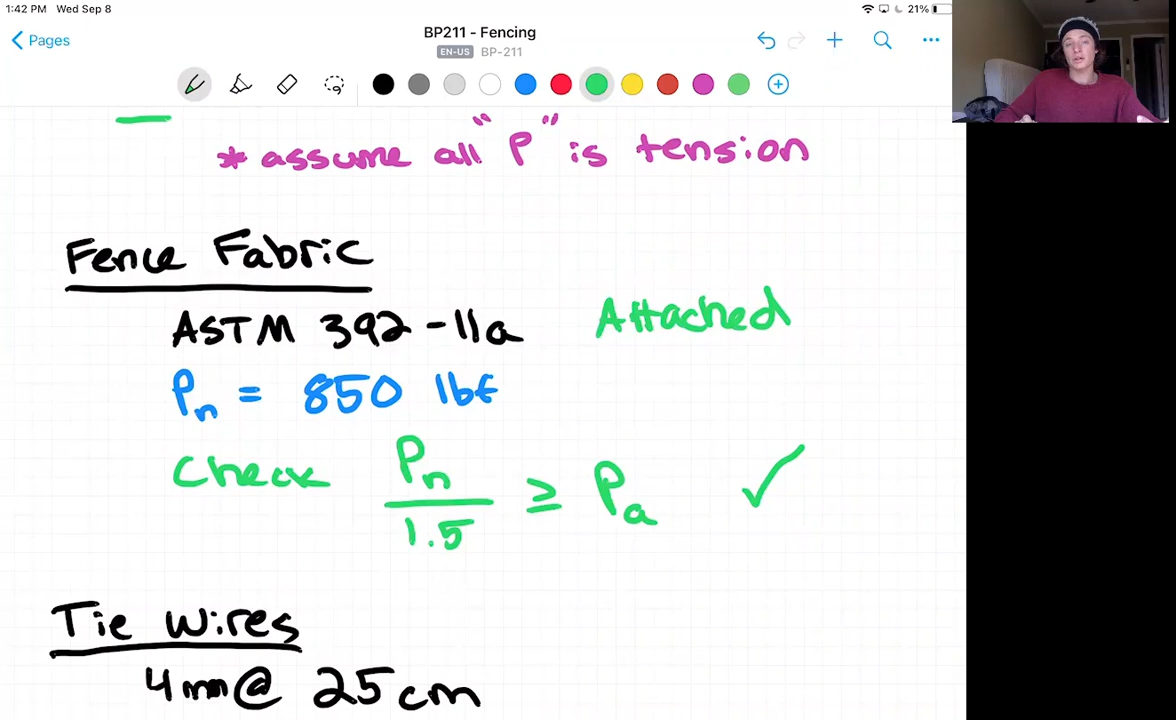 1:42 PM Wed Sep 8
21%
Pages
BP211 - Fencing
EN-US BP-211
* assume all "P" is tension
Fence Fabric
ASTM 392 -11a Attached
Pn = 850 lbf
Check Pn / 1.5 ≥ Pa ✓
Tie Wires
4mm @ 25cm